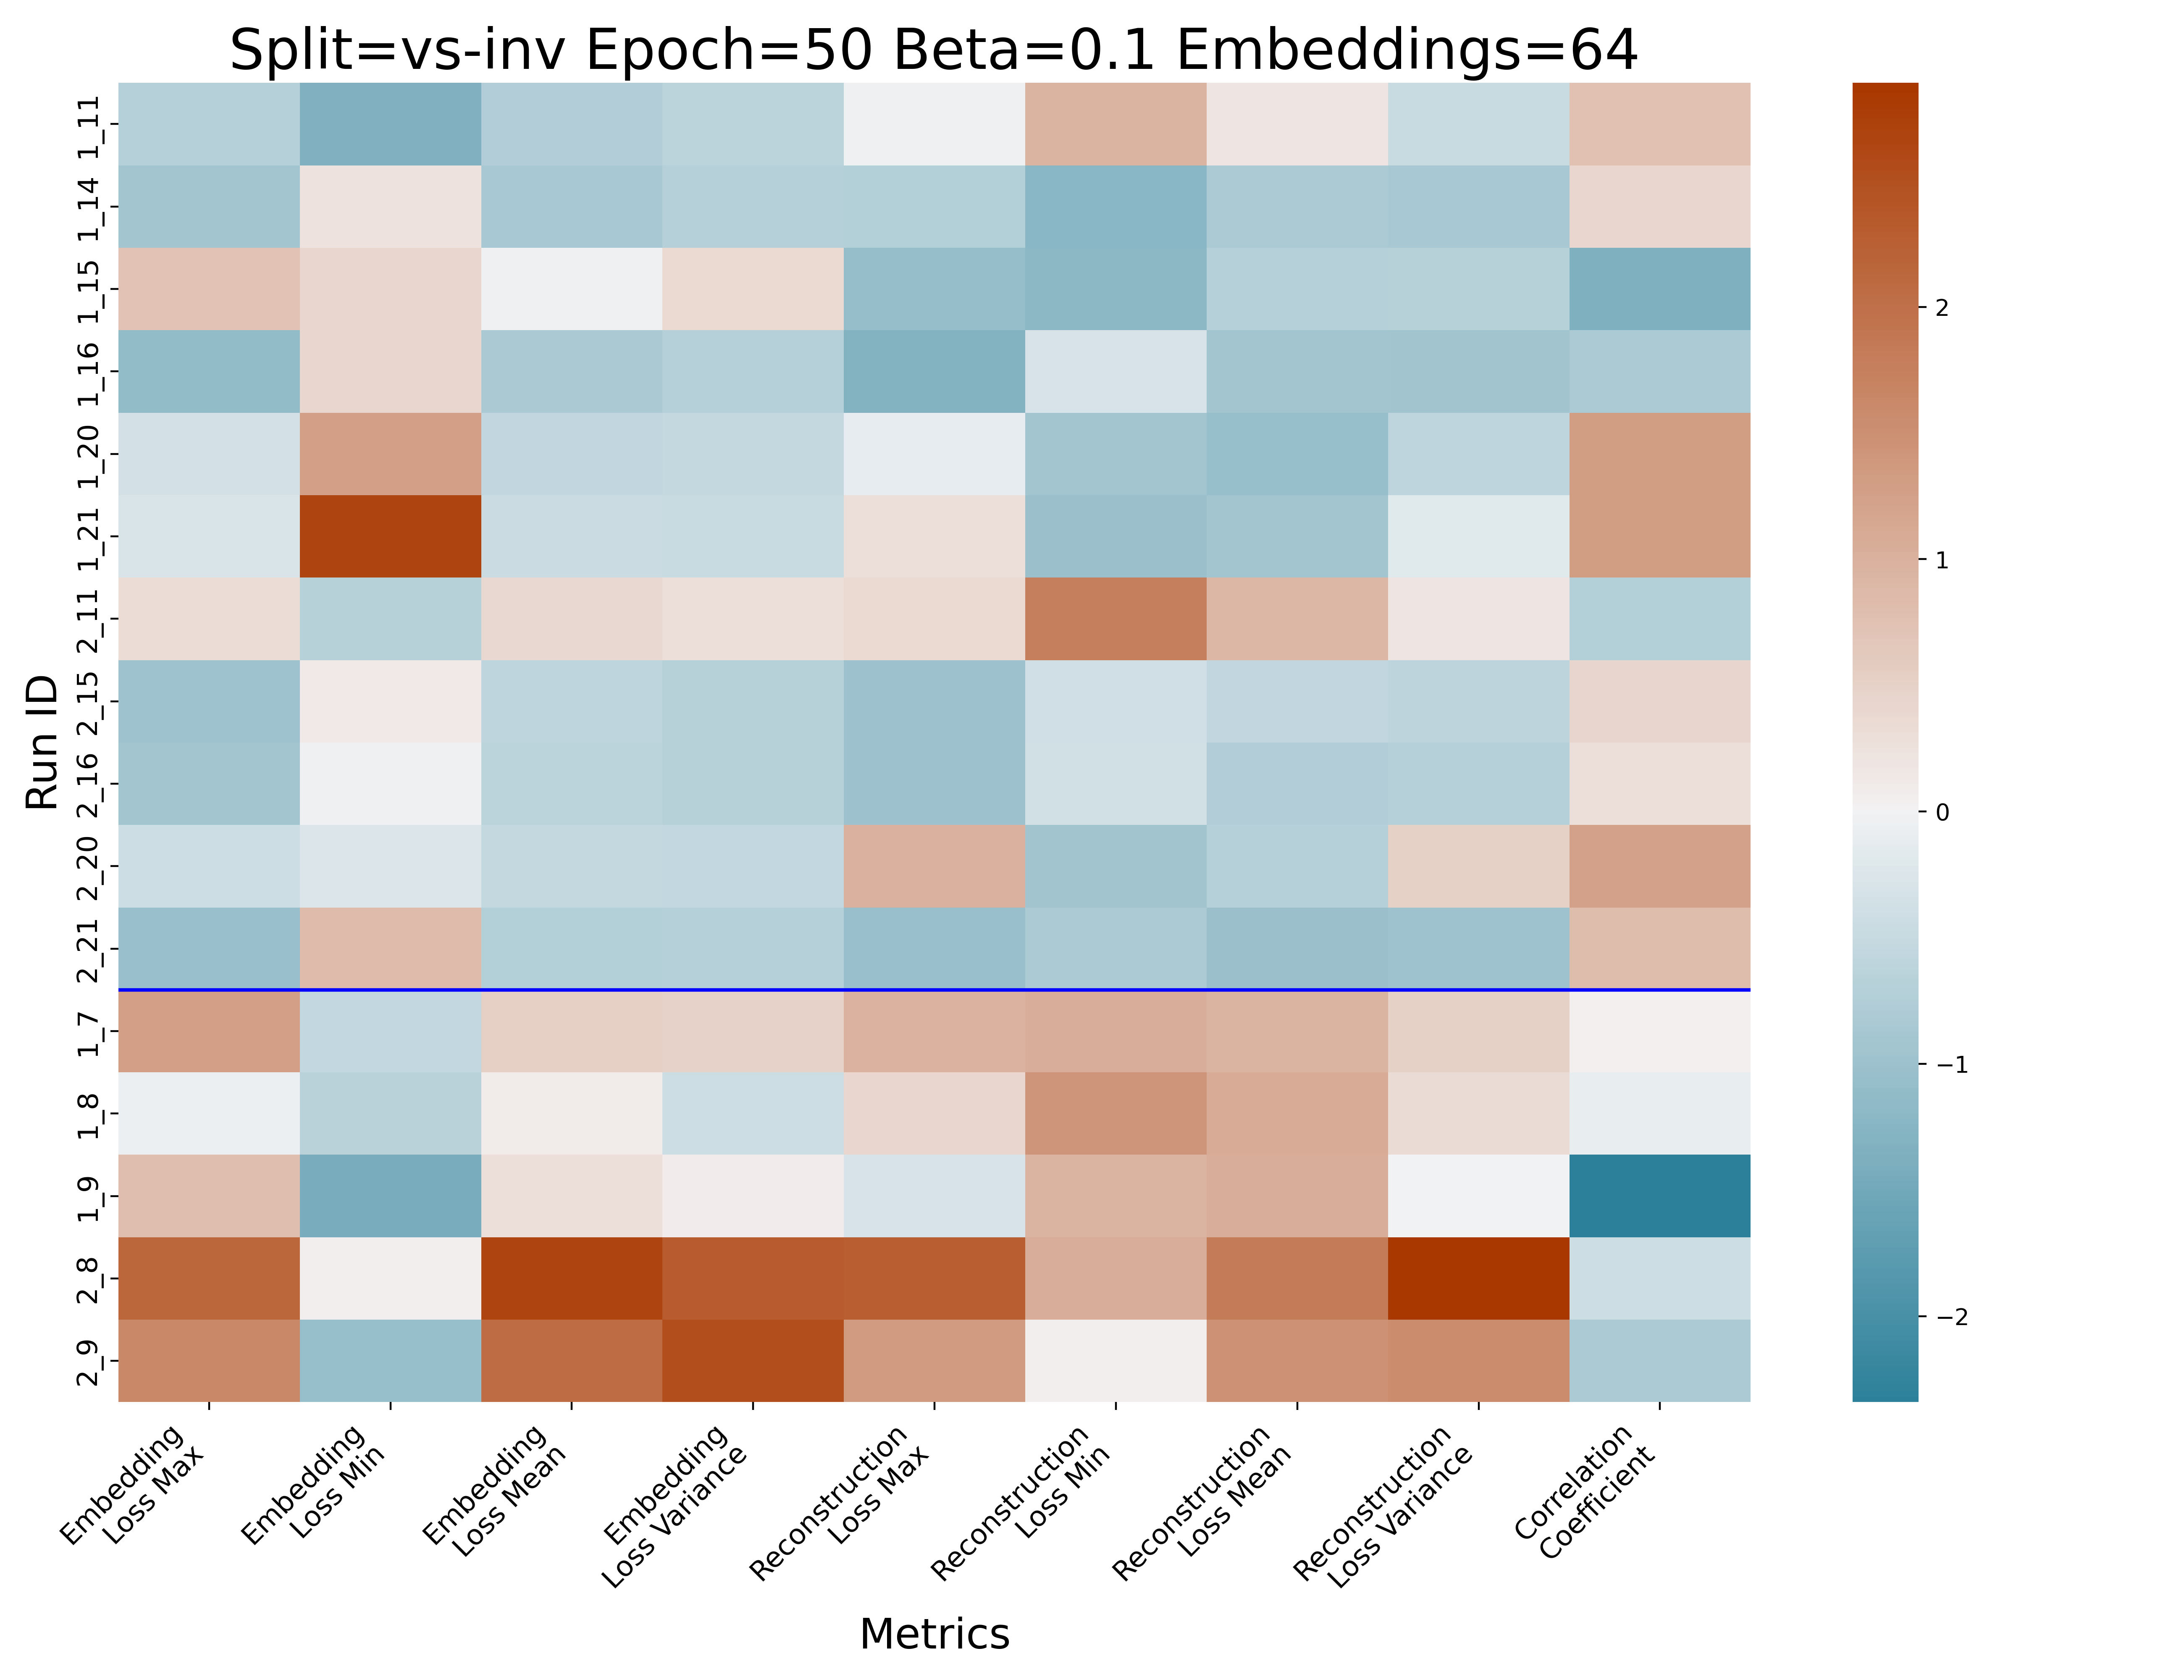 Split=vs-inv Epoch=50 Beta=0.1 Embeddings=64
Run ID
1_11
1_14
1_15
1_16
1_20
1_21
2_11
2_15
2_16
2_20
2_21
1_7
1_8
1_9
2_8
2_9
Embedding
Loss Max
Embedding
Loss Min
Embedding
Loss Mean
Embedding
Loss Variance
Reconstruction
Loss Max
Reconstruction
Loss Min
Reconstruction
Loss Mean
Reconstruction
Loss Variance
Correlation
Coefficient
Metrics
2
1
0
−1
−2